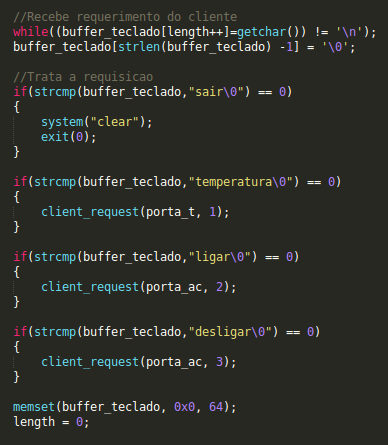 //Recebe requerimento do cliente
while((buffer_teclado[length++]=getchar()) != '\n');
buffer_teclado[strlen(buffer_teclado) -1] = '\0';
//Trata a requisicao
if(strcmp(buffer_teclado,"sair\0") == 0)
{
system("clear");
exit(0);
}
if(strcmp(buffer_teclado,"temperatura\0") == 0)
{
client_request(porta_t, 1);
}
if(strcmp(buffer_teclado,"ligar\0") == 0)
{
client_request(porta_ac, 2);
}
if(strcmp(buffer_teclado,"desligar\0") == 0)
{
client_request(porta_ac, 3);
}
memset(buffer_teclado, 0x0, 64);
length = 0;